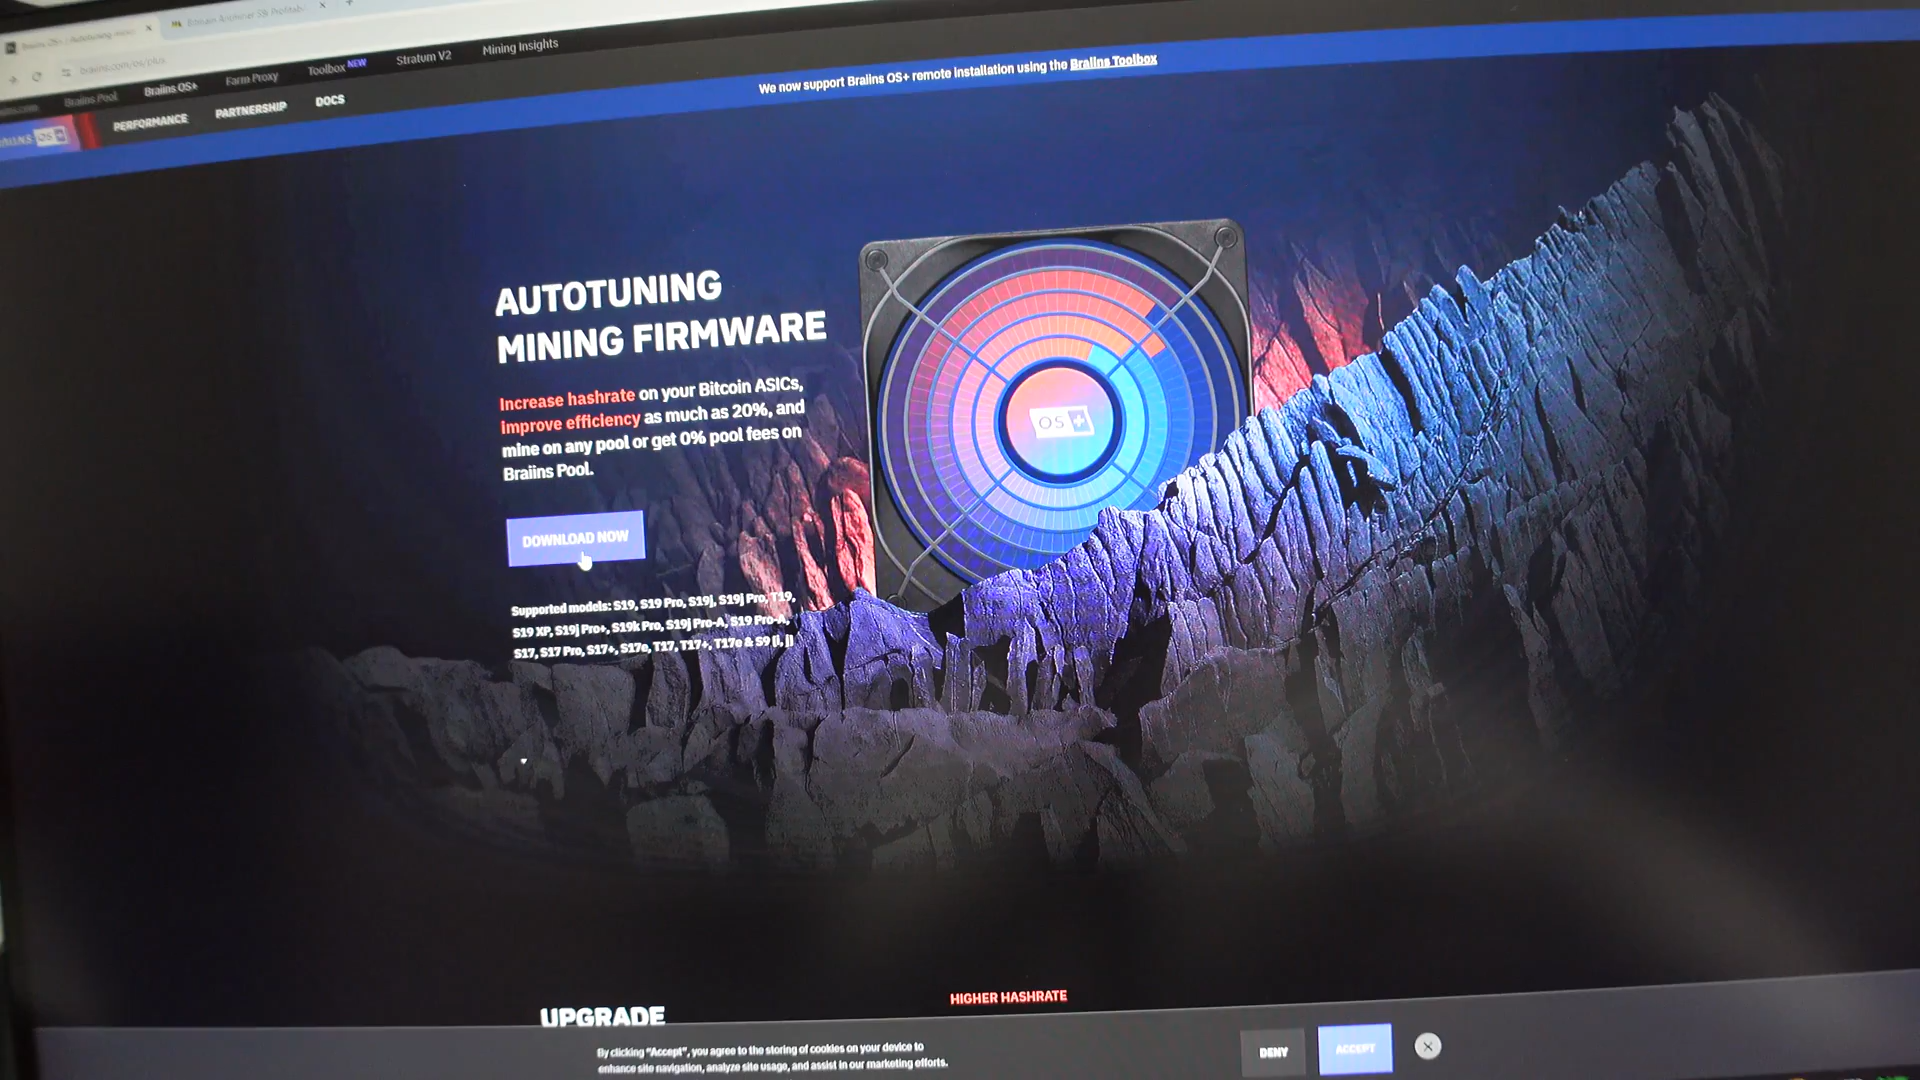 Braiins OS+ | Autotuning
Bitmain Antminer S9 Profitab
braiins.com/os/plus
Braiins Pool
Braiins OS+
Farm Proxy
Toolbox NEW
Stratum V2
Mining Insights
OS+
PERFORMANCE
PARTNERSHIP
DOCS
We now support Braiins OS+ remote installation using the Braiins Toolbox
AUTOTUNING
MINING FIRMWARE
Increase hashrate on your Bitcoin ASICs,
improve efficiency as much as 20%, and
mine on any pool or get 0% pool fees on
Braiins Pool.
DOWNLOAD NOW
Supported models: S19, S19 Pro, S19j, S19j Pro, T19,
S19 XP, S19j Pro+, S19k Pro, S19j Pro-A, S19 Pro-A,
S17, S17 Pro, S17+, S17e, T17, T17+, T17e & S9 [i, j]
OS +
UPGRADE
HIGHER HASHRATE
By clicking "Accept", you agree to the storing of cookies on your device to
enhance site navigation, analyze site usage, and assist in our marketing efforts.
DENY
ACCEPT